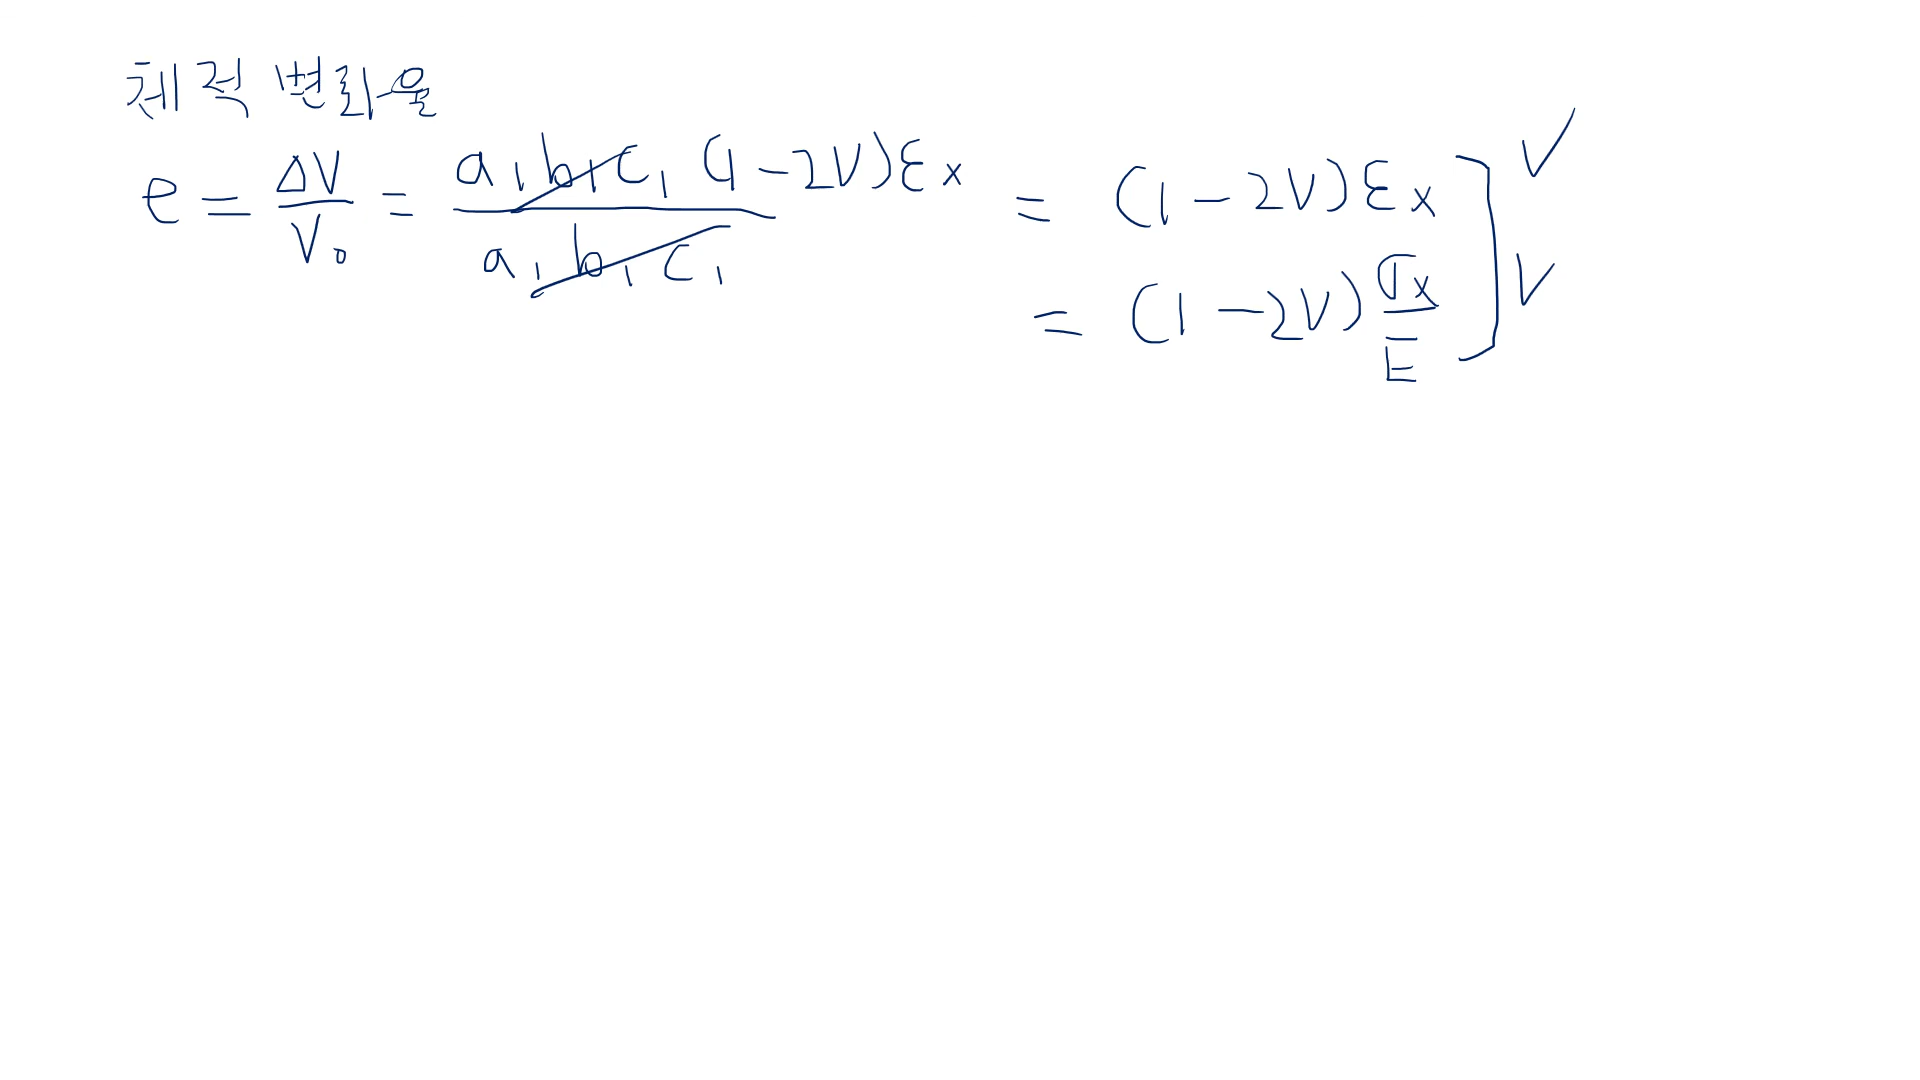 체적 변화율
e = ΔV/V₀ = a₁b₁c₁(1-2ν)εx / a₁b₁c₁ = (1-2ν)εx
= (1-2ν)σx/E